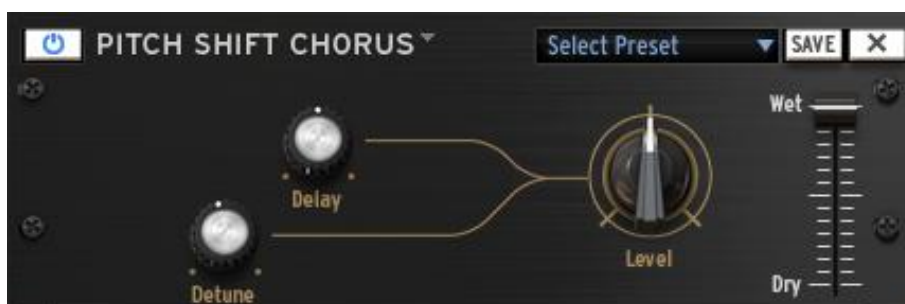 PITCH SHIFT CHORUS
Select Preset
SAVE
X
Wet
Delay
Level
Dry
Detune